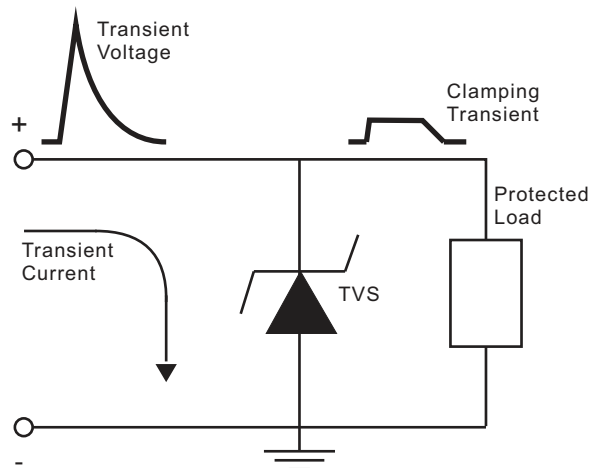 Transient
Voltage
Clamping
Transient
+
Protected
Load
Transient
Current
TVS
-